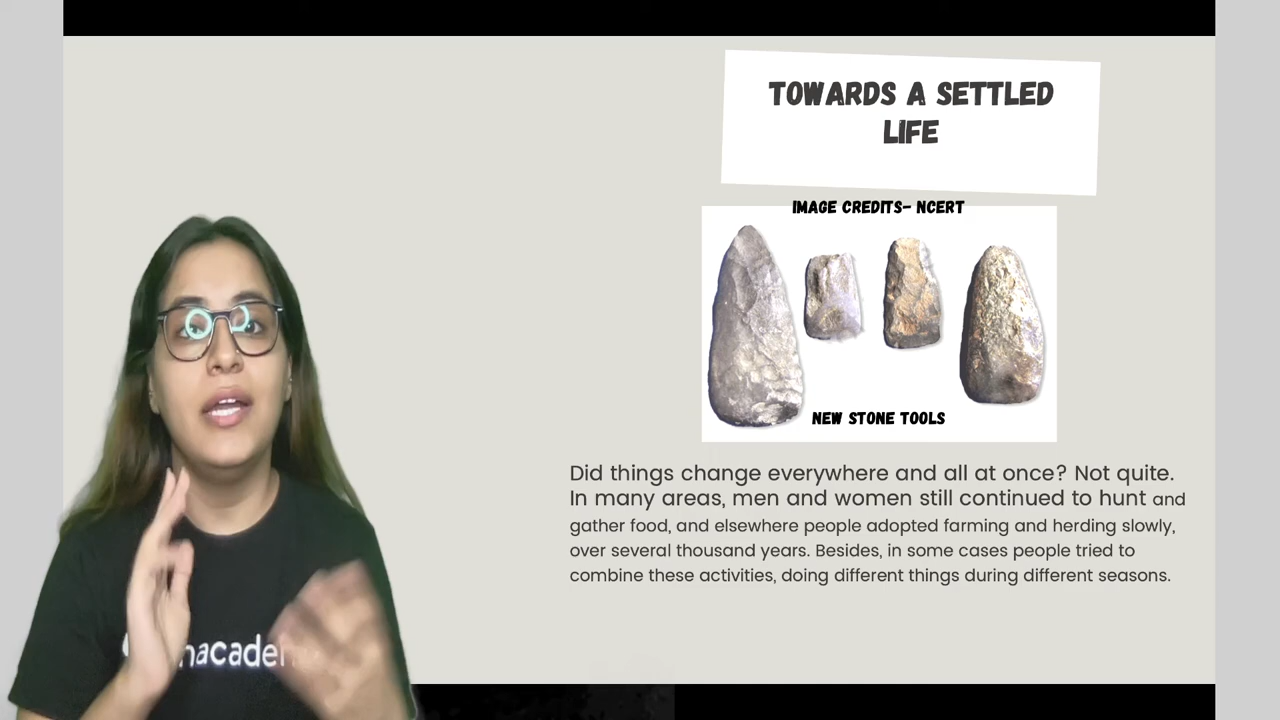 TOWARDS A SETTLED
LIFE
IMAGE CREDITS- NCERT
NEW STONE TOOLS
Did things change everywhere and all at once? Not quite.
In many areas, men and women still continued to hunt and
gather food, and elsewhere people adopted farming and herding slowly,
over several thousand years. Besides, in some cases people tried to
combine these activities, doing different things during different seasons.